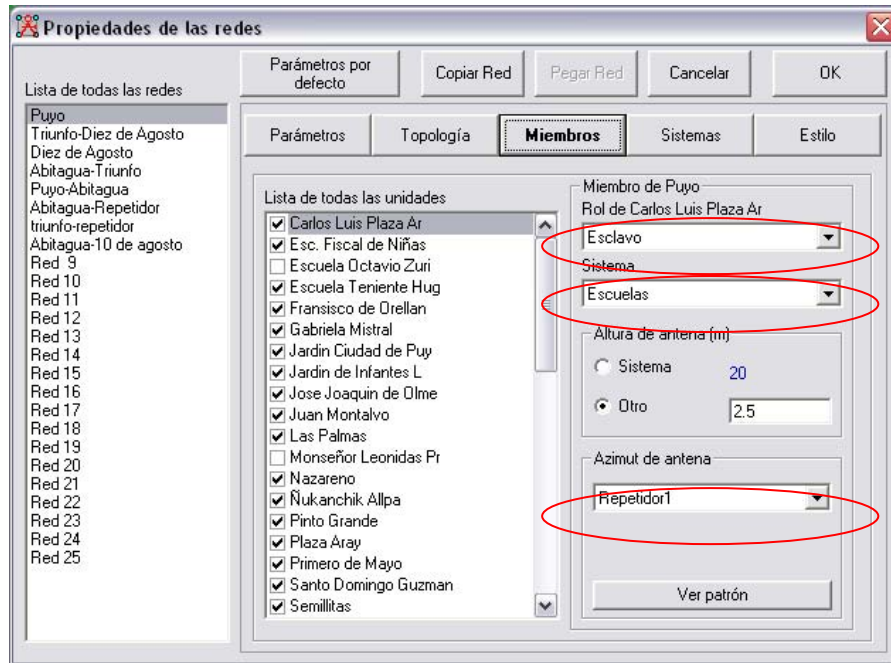 Propiedades de las redes
Lista de todas las redes
Parámetros por defecto
Copiar Red
Pegar Red
Cancelar
OK
Puyo
Triunfo-Diez de Agosto
Diez de Agosto
Abitagua-Triunfo
Puyo-Abitagua
Abitagua-Repetidor
triunfo-repetidor
Abitagua-10 de agosto
Red 9
Red 10
Red 11
Red 12
Red 13
Red 14
Red 15
Red 16
Red 17
Red 18
Red 19
Red 20
Red 21
Red 22
Red 23
Red 24
Red 25
Parámetros
Topología
Miembros
Sistemas
Estilo
Lista de todas las unidades
Carlos Luis Plaza Ar
Esc. Fiscal de Niñas
Escuela Octavio Zuri
Escuela Teniente Hug
Fransisco de Orellan
Gabriela Mistral
Jardin Ciudad de Puy
Jardin de Infantes L
Jose Joaquin de Olme
Juan Montalvo
Las Palmas
Monseñor Leonidas Pr
Nazareno
Ñukanchik Allpa
Pinto Grande
Plaza Aray
Primero de Mayo
Santo Domingo Guzman
Semillitas
Miembro de Puyo
Rol de Carlos Luis Plaza Ar
Esclavo
Sistema
Escuelas
Altura de antena (m)
Sistema 20
Otro 2.5
Azimut de antena
Repetidor1
Ver patrón